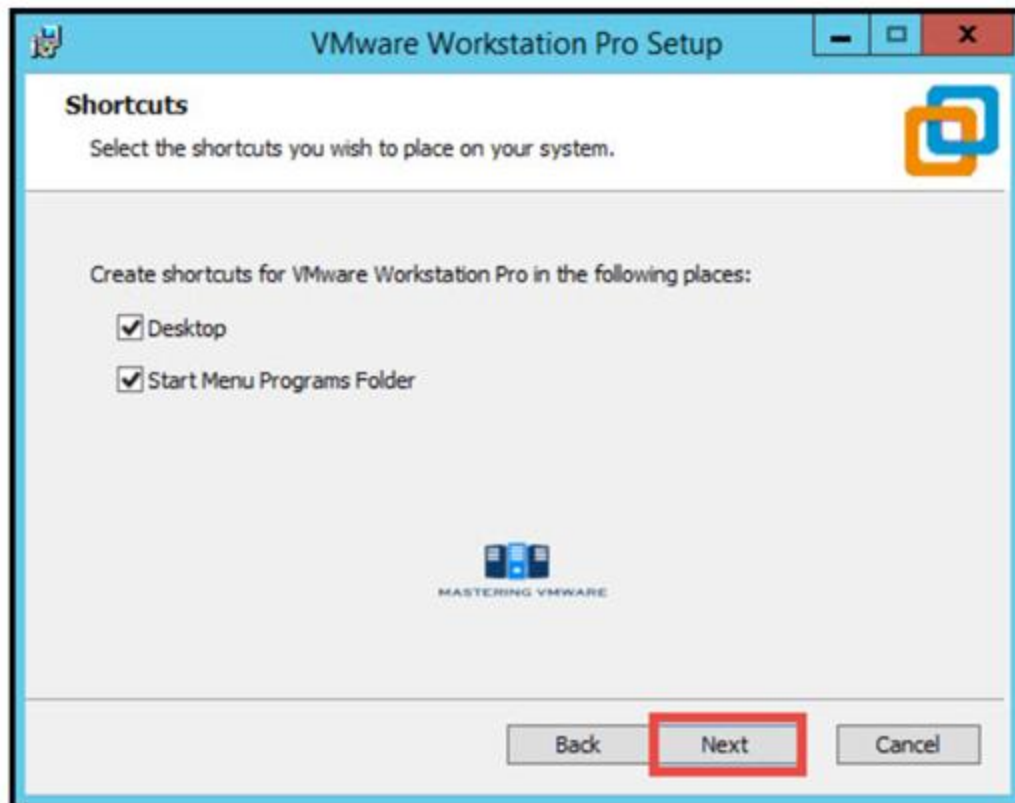 VMware Workstation Pro Setup
Shortcuts
Select the shortcuts you wish to place on your system.
Create shortcuts for VMware Workstation Pro in the following places:
Desktop
Start Menu Programs Folder
MASTERING VMWARE
Back Next Cancel